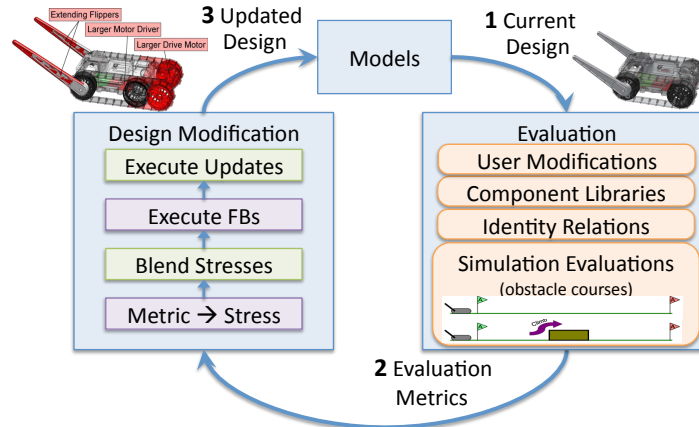 Extending Flippers
Larger Motor Driver
Larger Drive Motor
3 Updated
Design
Models
1 Current
Design
Design Modification
Execute Updates
Execute FBs
Blend Stresses
Metric → Stress
Evaluation
User Modifications
Component Libraries
Identity Relations
Simulation Evaluations
(obstacle courses)
Climb
2 Evaluation
Metrics